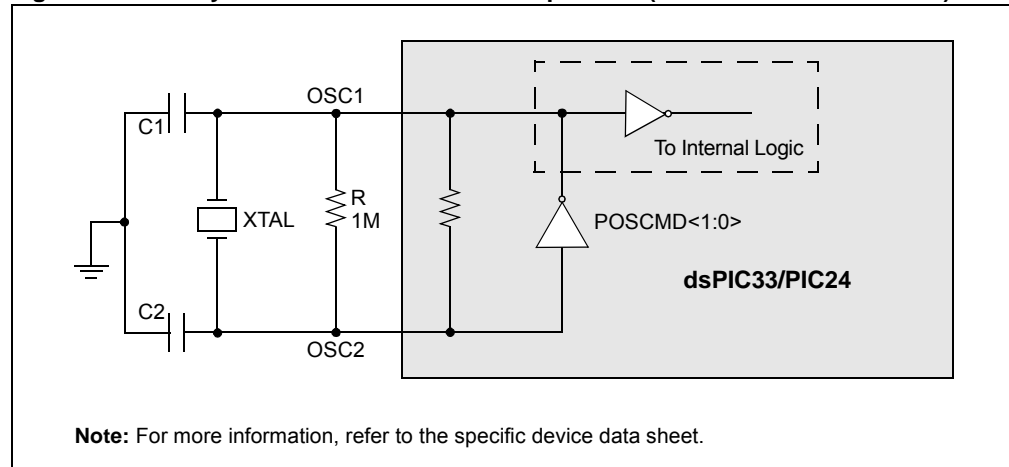 OSC1
C1
To Internal Logic
R
1M
XTAL
POSCMD<1:0>
dsPIC33/PIC24
C2
OSC2
Note: For more information, refer to the specific device data sheet.